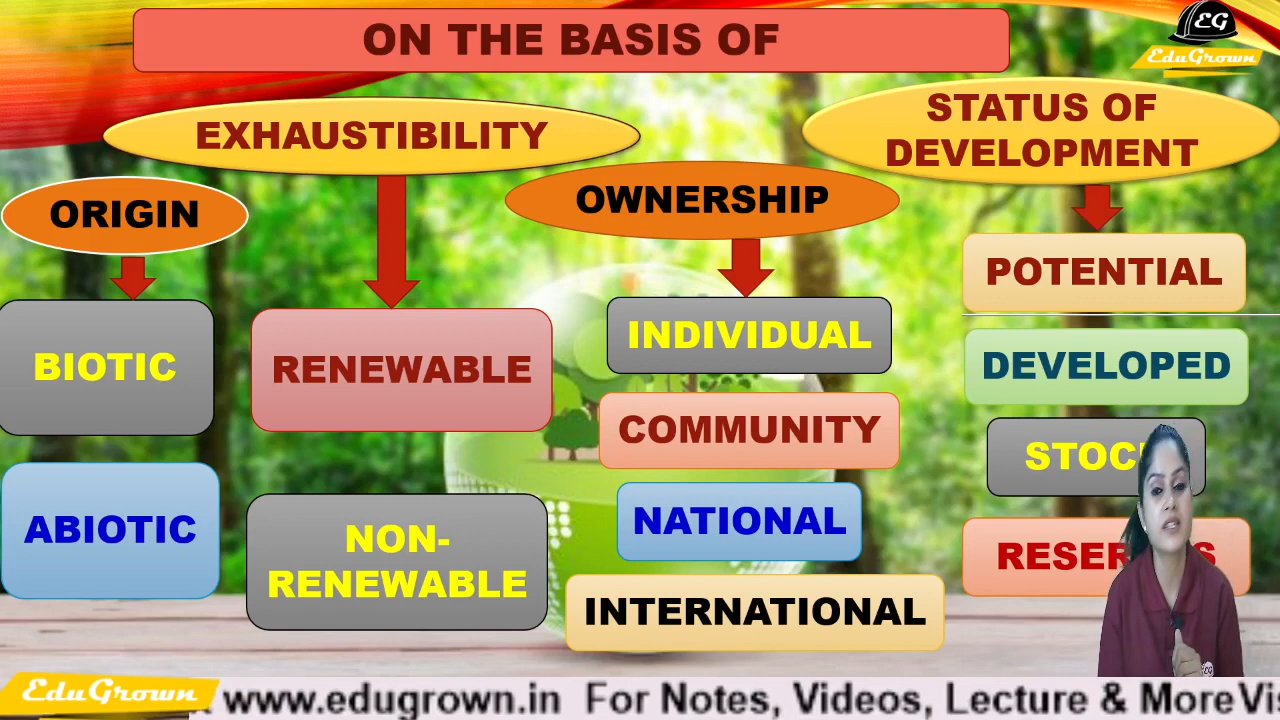 ON THE BASIS OF
EG
EduGrown
EXHAUSTIBILITY
STATUS OF
DEVELOPMENT
ORIGIN
OWNERSHIP
BIOTIC
ABIOTIC
RENEWABLE
NON-
RENEWABLE
INDIVIDUAL
COMMUNITY
NATIONAL
INTERNATIONAL
POTENTIAL
DEVELOPED
EduGrown
www.edugrown.in For Notes, Videos, Lecture & More